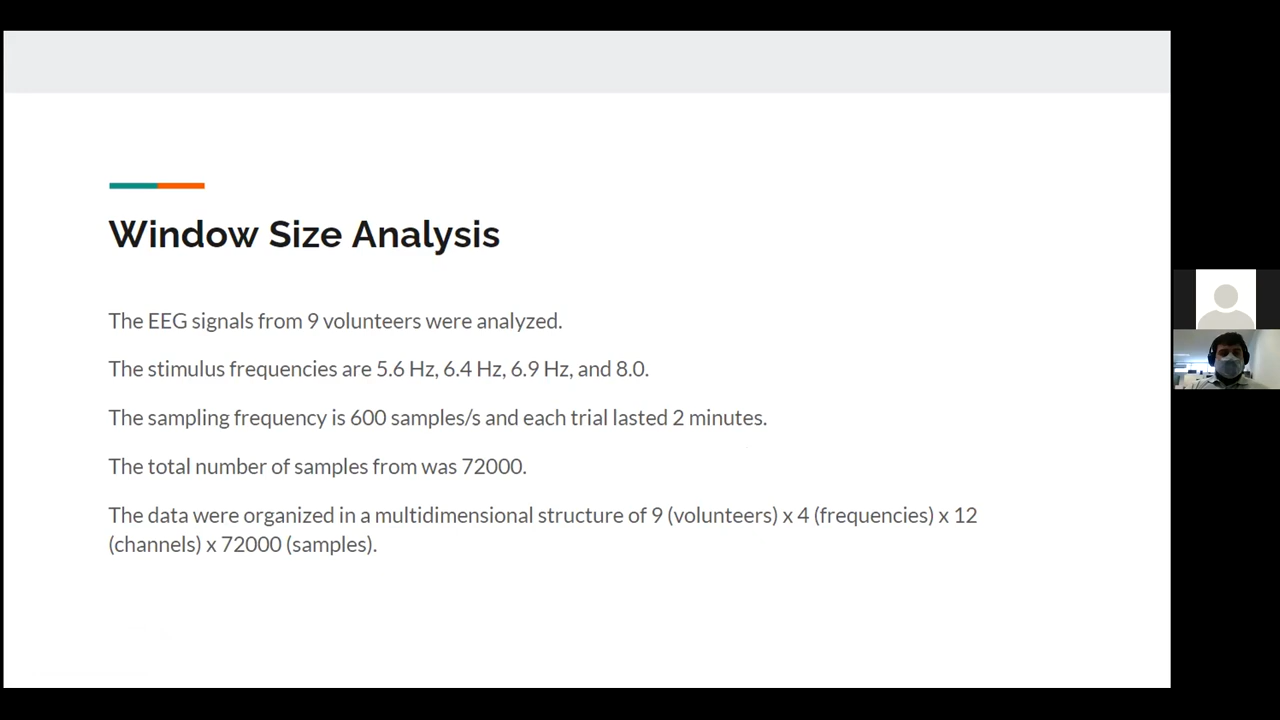 Window Size Analysis
The EEG signals from 9 volunteers were analyzed.
The stimulus frequencies are 5.6 Hz, 6.4 Hz, 6.9 Hz, and 8.0.
The sampling frequency is 600 samples/s and each trial lasted 2 minutes.
The total number of samples from was 72000.
The data were organized in a multidimensional structure of 9 (volunteers) x 4 (frequencies) x 12
(channels) x 72000 (samples).